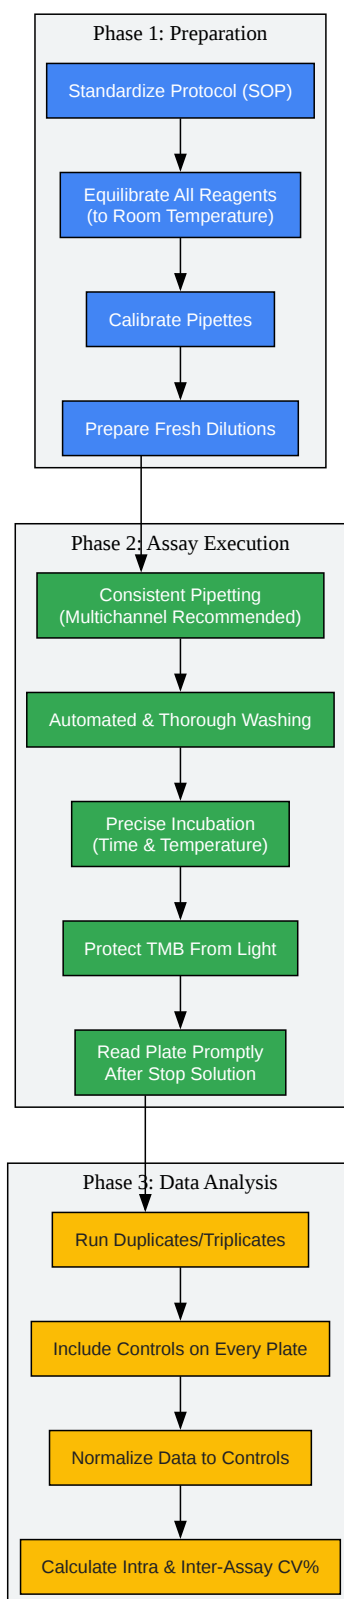 Phase 1: Preparation
Standardize Protocol (SOP)
Equilibrate All Reagents
(to Room Temperature)
Calibrate Pipettes
Prepare Fresh Dilutions
Phase 2: Assay Execution
Consistent Pipetting
(Multichannel Recommended)
Automated & Thorough Washing
Precise Incubation
(Time & Temperature)
Protect TMB From Light
Read Plate Promptly
After Stop Solution
Phase 3: Data Analysis
Run Duplicates/Triplicates
Include Controls on Every Plate
Normalize Data to Controls
Calculate Intra & Inter-Assay CV%